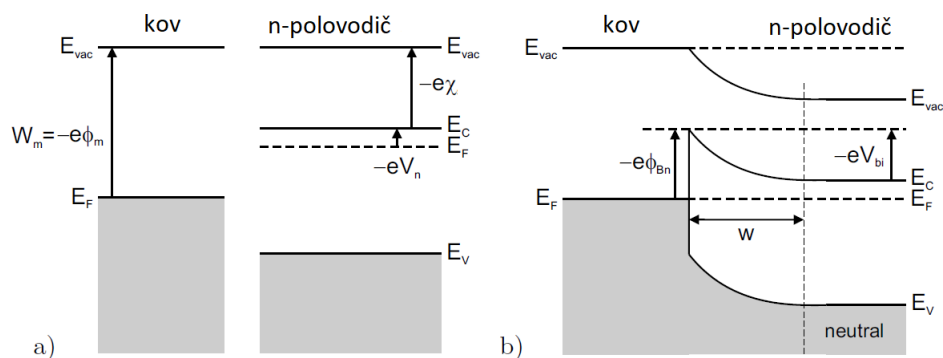 kov
n-polovodič
E_vac
E_vac
−eχ
W_m=−eϕ_m
E_C
E_F
−eV_n
E_F
E_V
a)
kov
n-polovodič
E_vac
E_vac
−eϕ_Bn
−eV_bi
E_C
E_F
E_F
w
E_V
neutral
b)